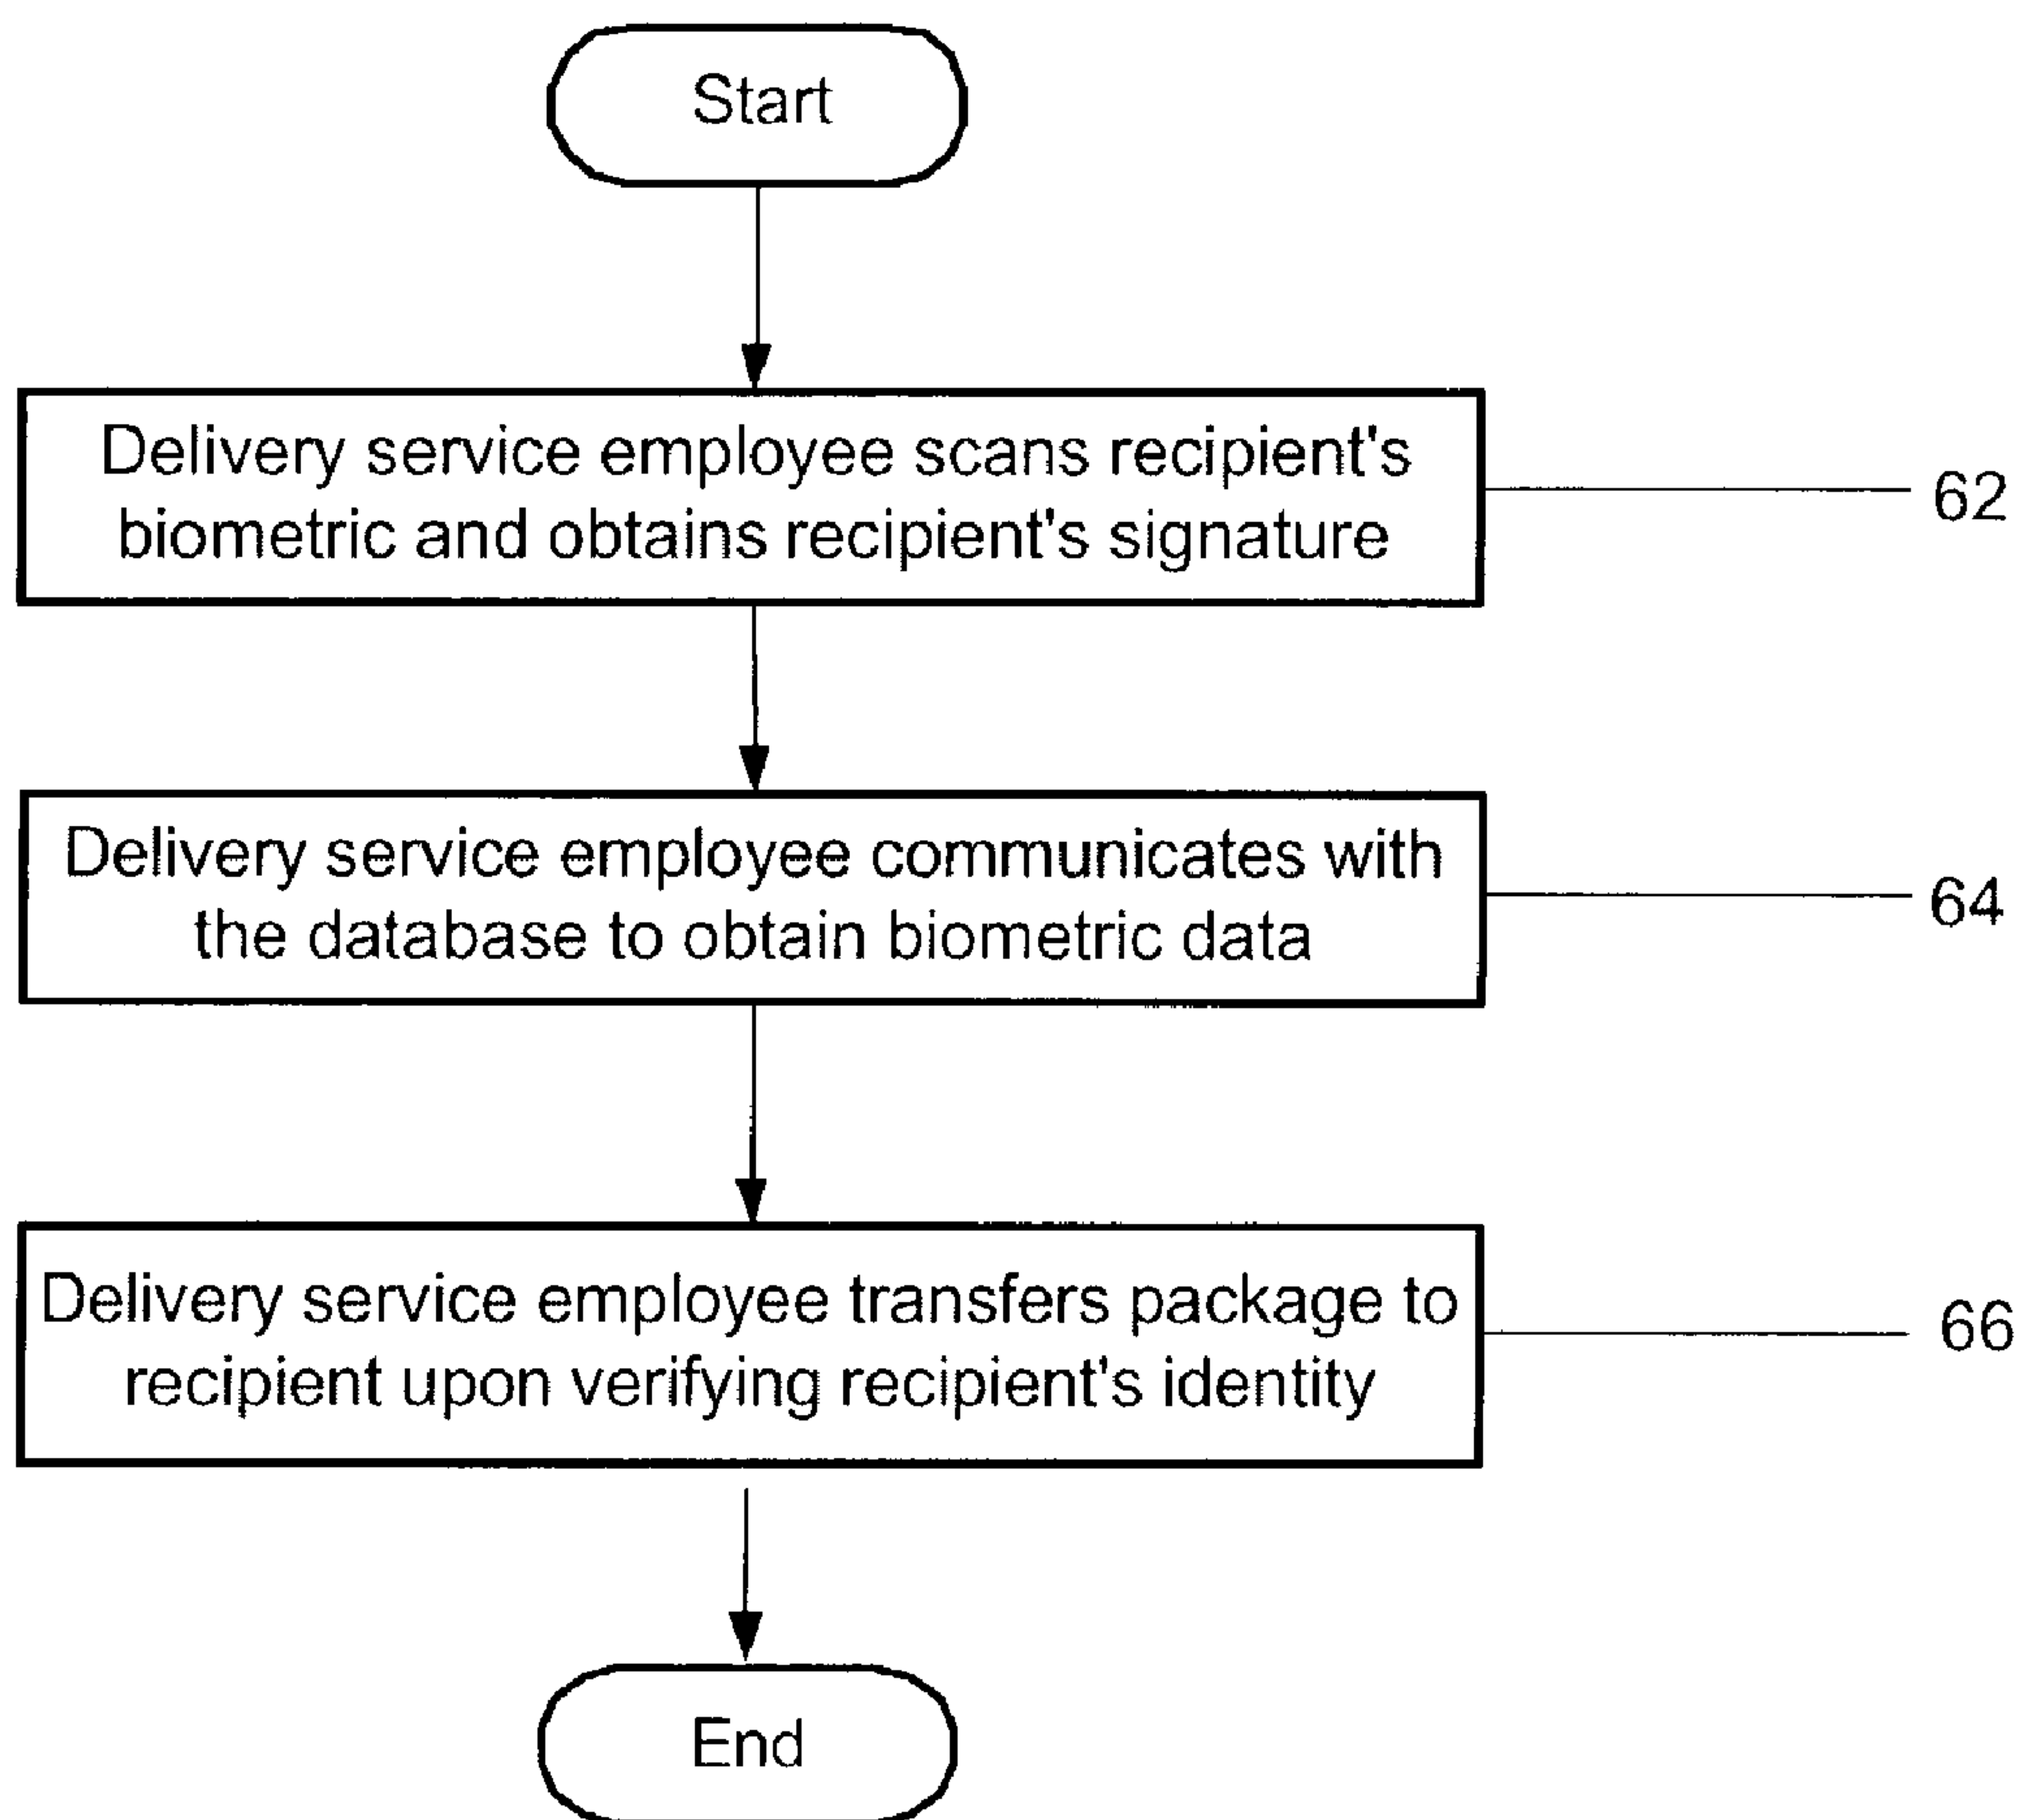 Start
Delivery service employee scans recipient's
biometric and obtains recipient's signature
62
Delivery service employee communicates with
the database to obtain biometric data
64
Delivery service employee transfers package to
recipient upon verifying recipient's identity
66
End